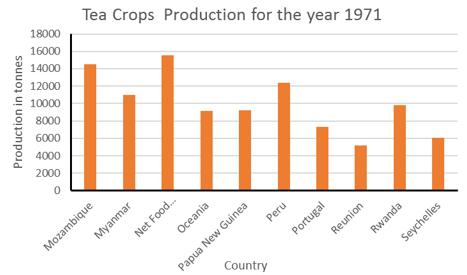 Tea Crops  Production for the year 1971
Production in tonnes
18000
16000
14000
12000
10000
8000
6000
4000
2000
0
Mozambique
Myanmar
Net Food...
Oceania
Papua New Guinea
Peru
Portugal
Reunion
Rwanda
Seychelles
Country